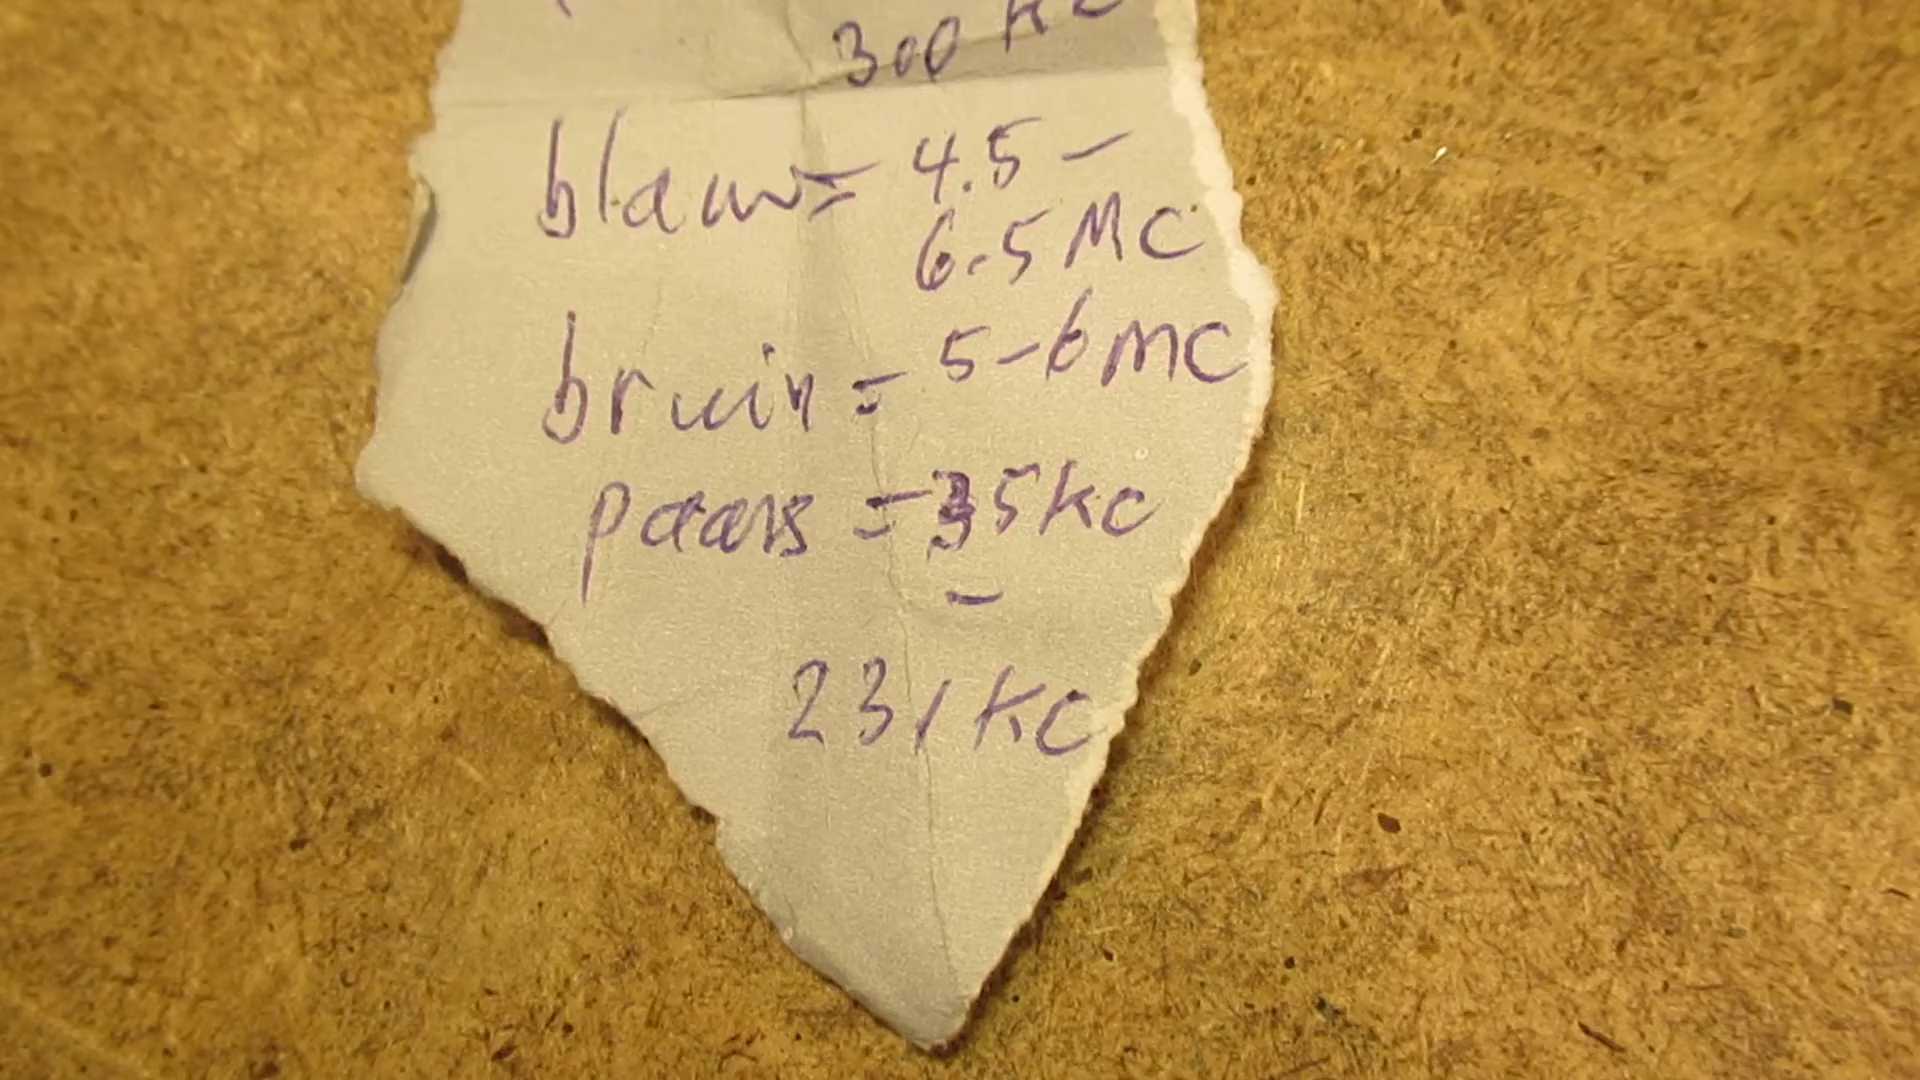 300 KC
blauw = 4.5 -
6.5 MC
bruin = 5-6 MC
paars = 35 KC
-
231 KC